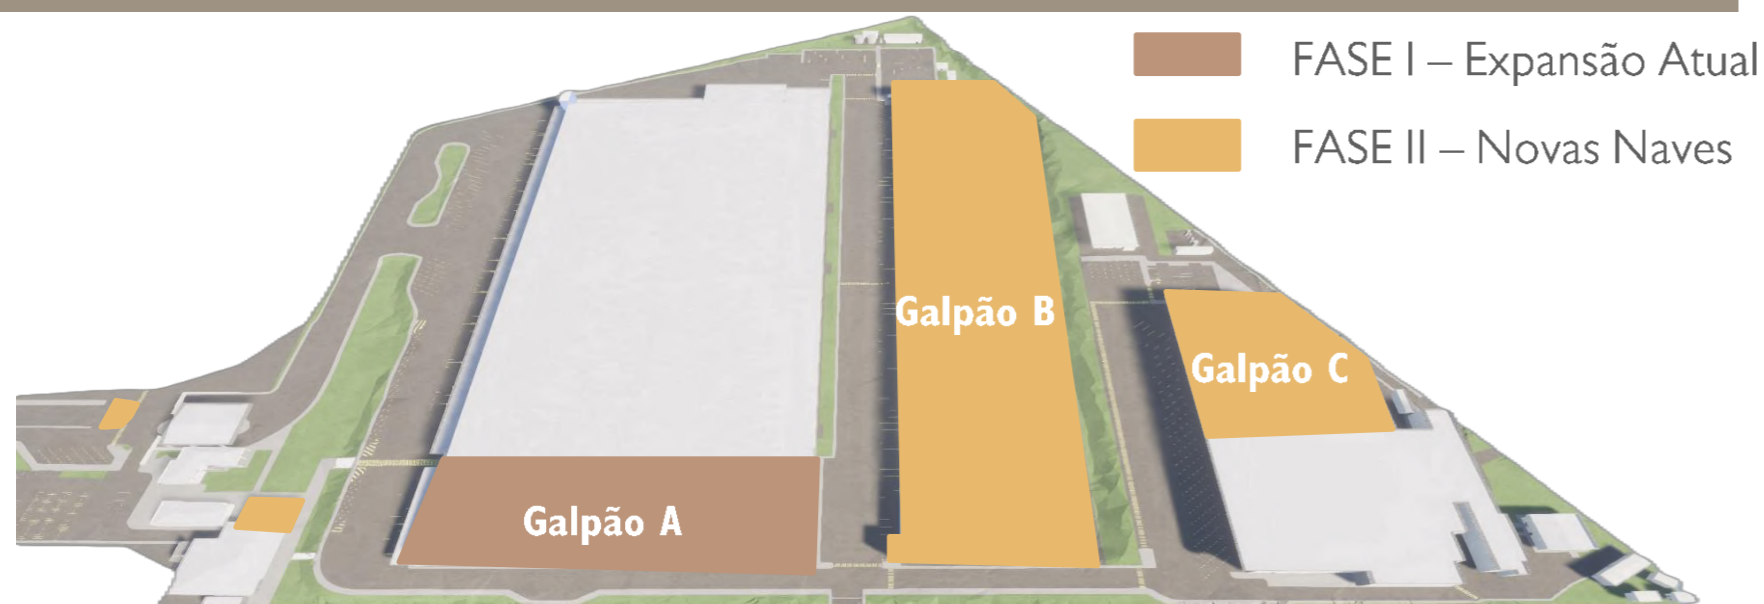 FASE I – Expansão Atual
FASE II – Novas Naves
Galpão B
Galpão C
Galpão A